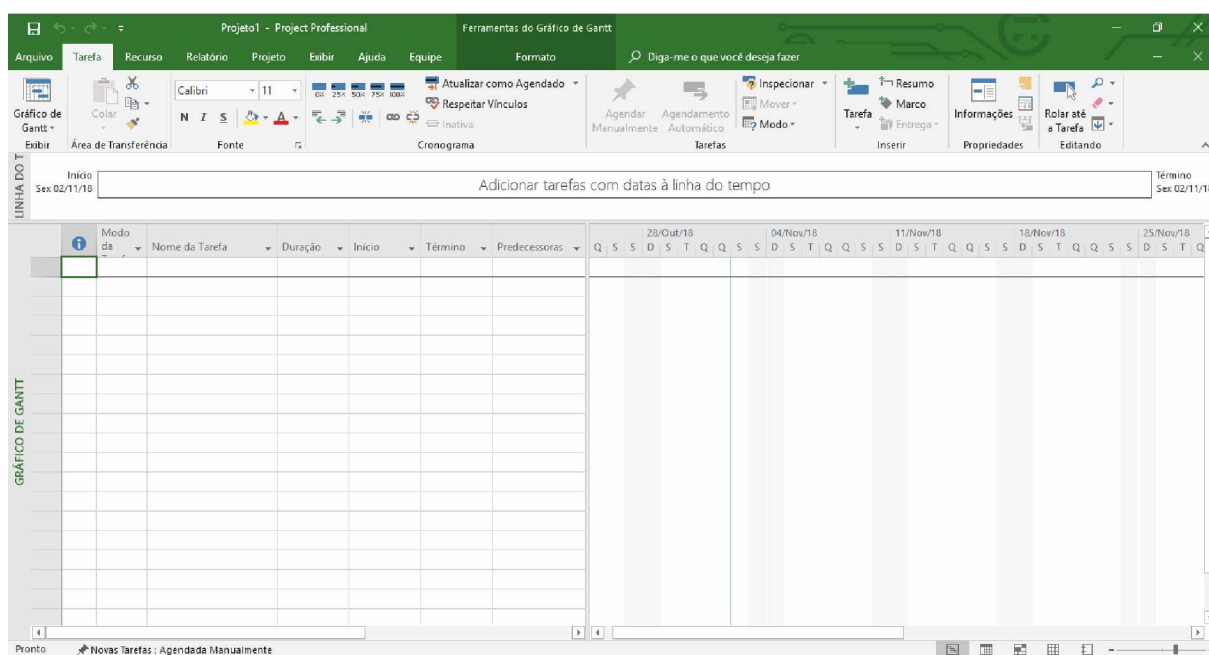 Projeto1 - Project Professional
Ferramentas do Gráfico de Gantt
Arquivo Tarefa Recurso Relatório Projeto Exibir Ajuda Equipe Formato Diga-me o que você deseja fazer
Gráfico de Gantt
Exibir
Colar
Área de Transferência
Calibri 11
N I S A
Fonte
0% 25% 50% 75% 100%
Atualizar como Agendado
Respeitar Vínculos
Inativa
Cronograma
Agendar Manualmente
Agendamento Automático
Inspecionar
Mover
Modo
Tarefas
Tarefa
Resumo
Marco
Entrega
Inserir
Informações
Propriedades
Rolar até a Tarefa
Editando
LINHA DO T
Início
Sex 02/11/18
Adicionar tarefas com datas à linha do tempo
Término
Sex 02/11/1
Modo da
Nome da Tarefa
Duração
Início
Término
Predecessoras
28/Out/18 04/Nov/18 11/Nov/18 18/Nov/18 25/Nov/18
Q S S D S T Q Q S S D S T Q Q S S D S T Q Q S S D S T Q Q S S D S T Q
GRÁFICO DE GANTT
Pronto
Novas Tarefas : Agendada Manualmente